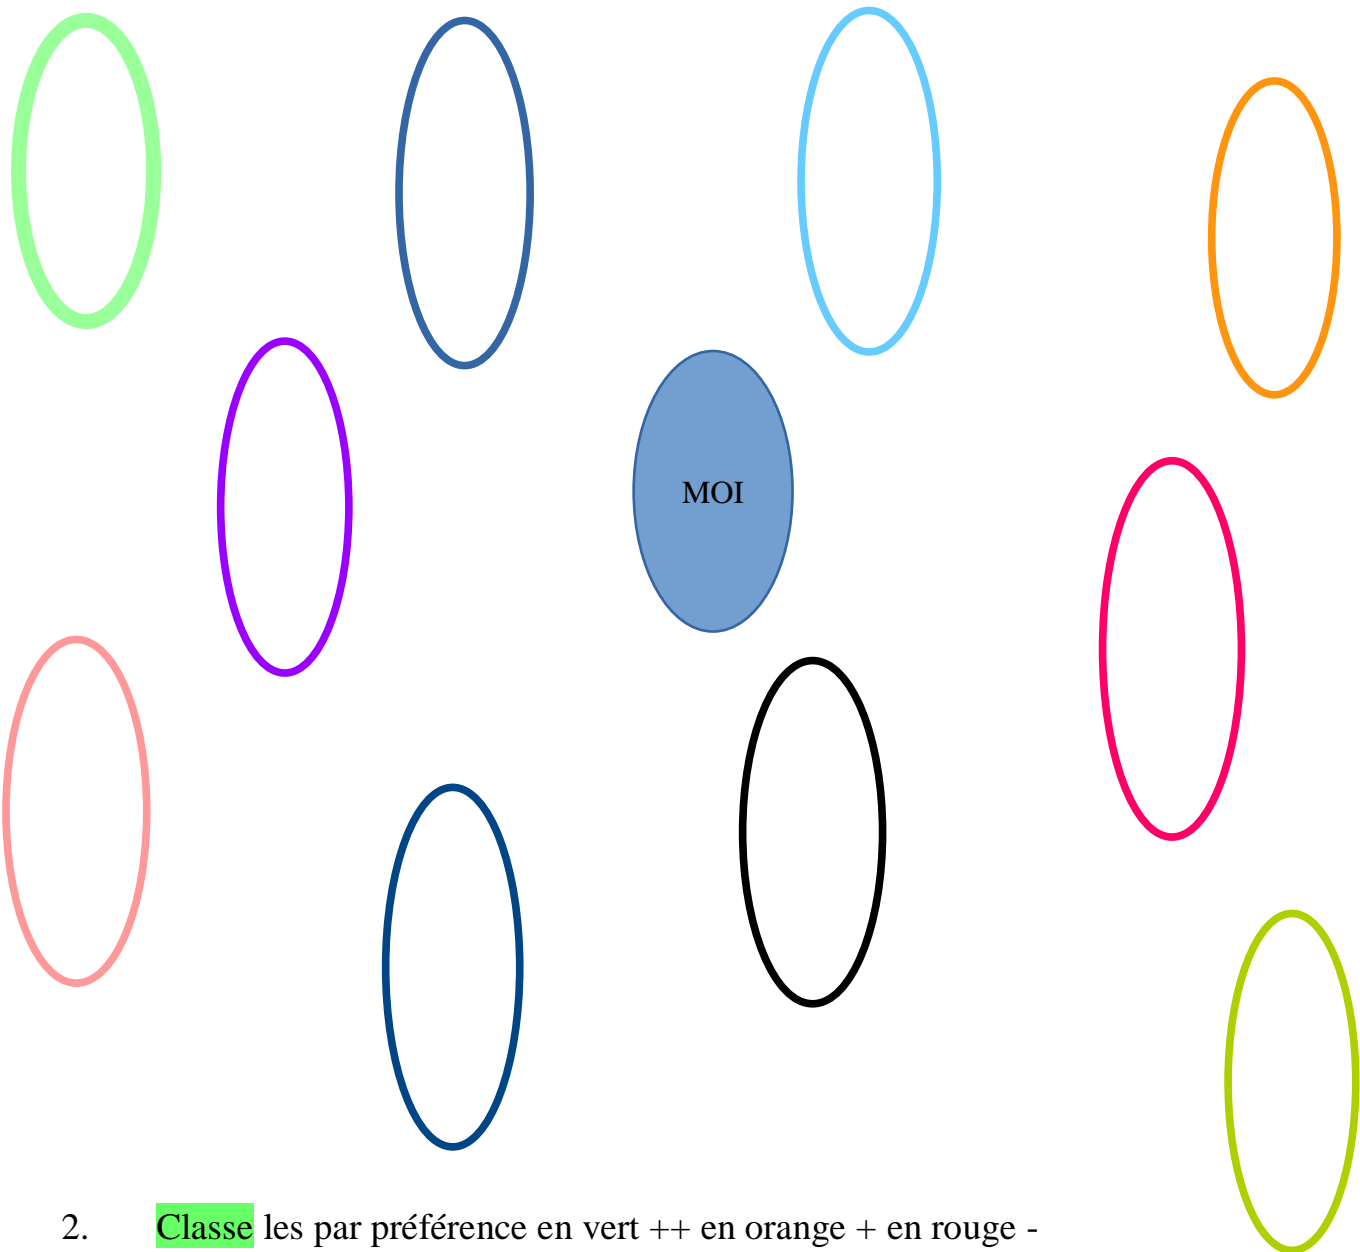 MOI
2. Classe les par préférence en vert ++ en orange + en rouge -